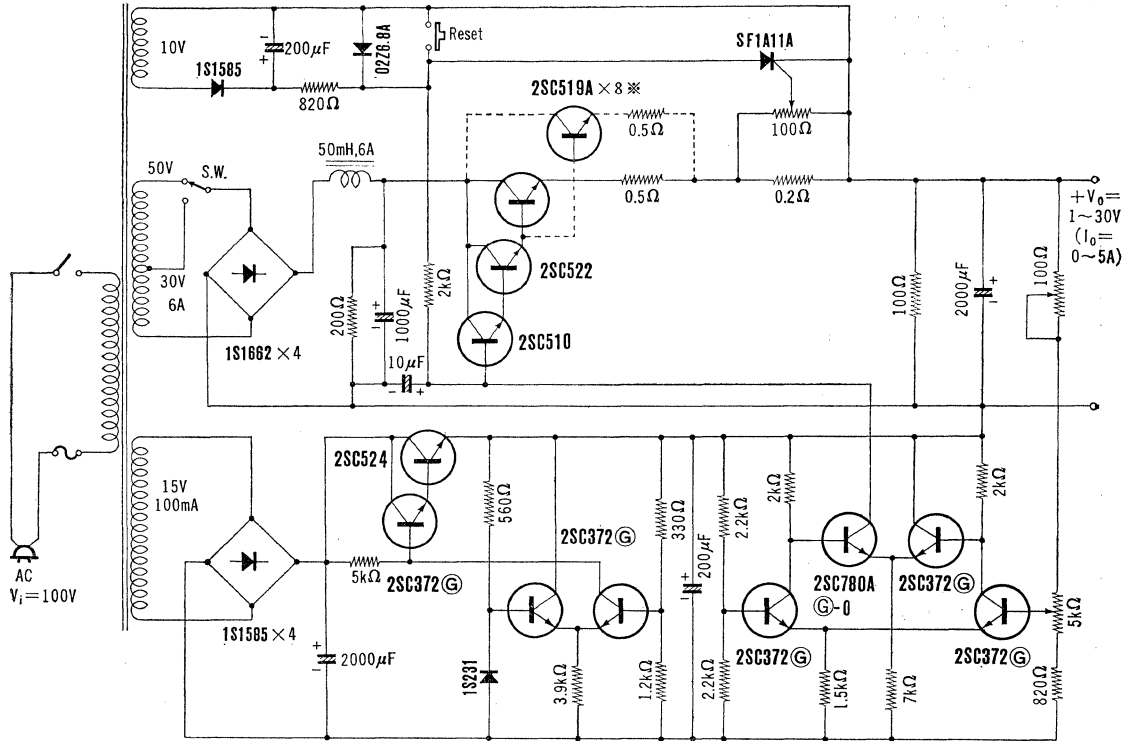 10V
200μF
02Z6.8A
Reset
1S1585
820Ω
SF1A11A
2SC519A×8※
0.5Ω
100Ω
50mH,6A
50V
S.W.
0.5Ω
0.2Ω
+V₀=
1~30V
(I₀=
0~5A)
30V
6A
2SC522
200Ω
1000μF
2kΩ
100Ω
2000μF
100Ω
2SC510
1S1662×4
10μF
2SC524
15V
100mA
560Ω
330Ω
2.2kΩ
2kΩ
2kΩ
2SC372Ⓖ
200μF
AC
Vᵢ=100V
5kΩ
2SC372Ⓖ
2SC780A
Ⓖ-O
2SC372Ⓖ
5kΩ
1S1585×4
2000μF
1S231
3.9kΩ
1.2kΩ
2.2kΩ
2SC372Ⓖ
1.5kΩ
7kΩ
2SC372Ⓖ
820Ω